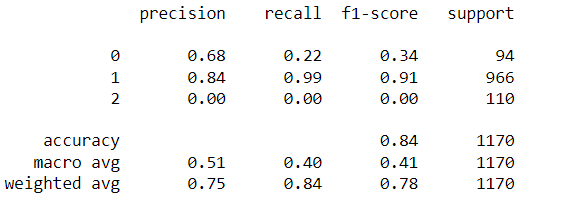 precision recall f1-score support
0 0.68 0.22 0.34 94
1 0.84 0.99 0.91 966
2 0.00 0.00 0.00 110
accuracy 0.84 1170
macro avg 0.51 0.40 0.41 1170
weighted avg 0.75 0.84 0.78 1170